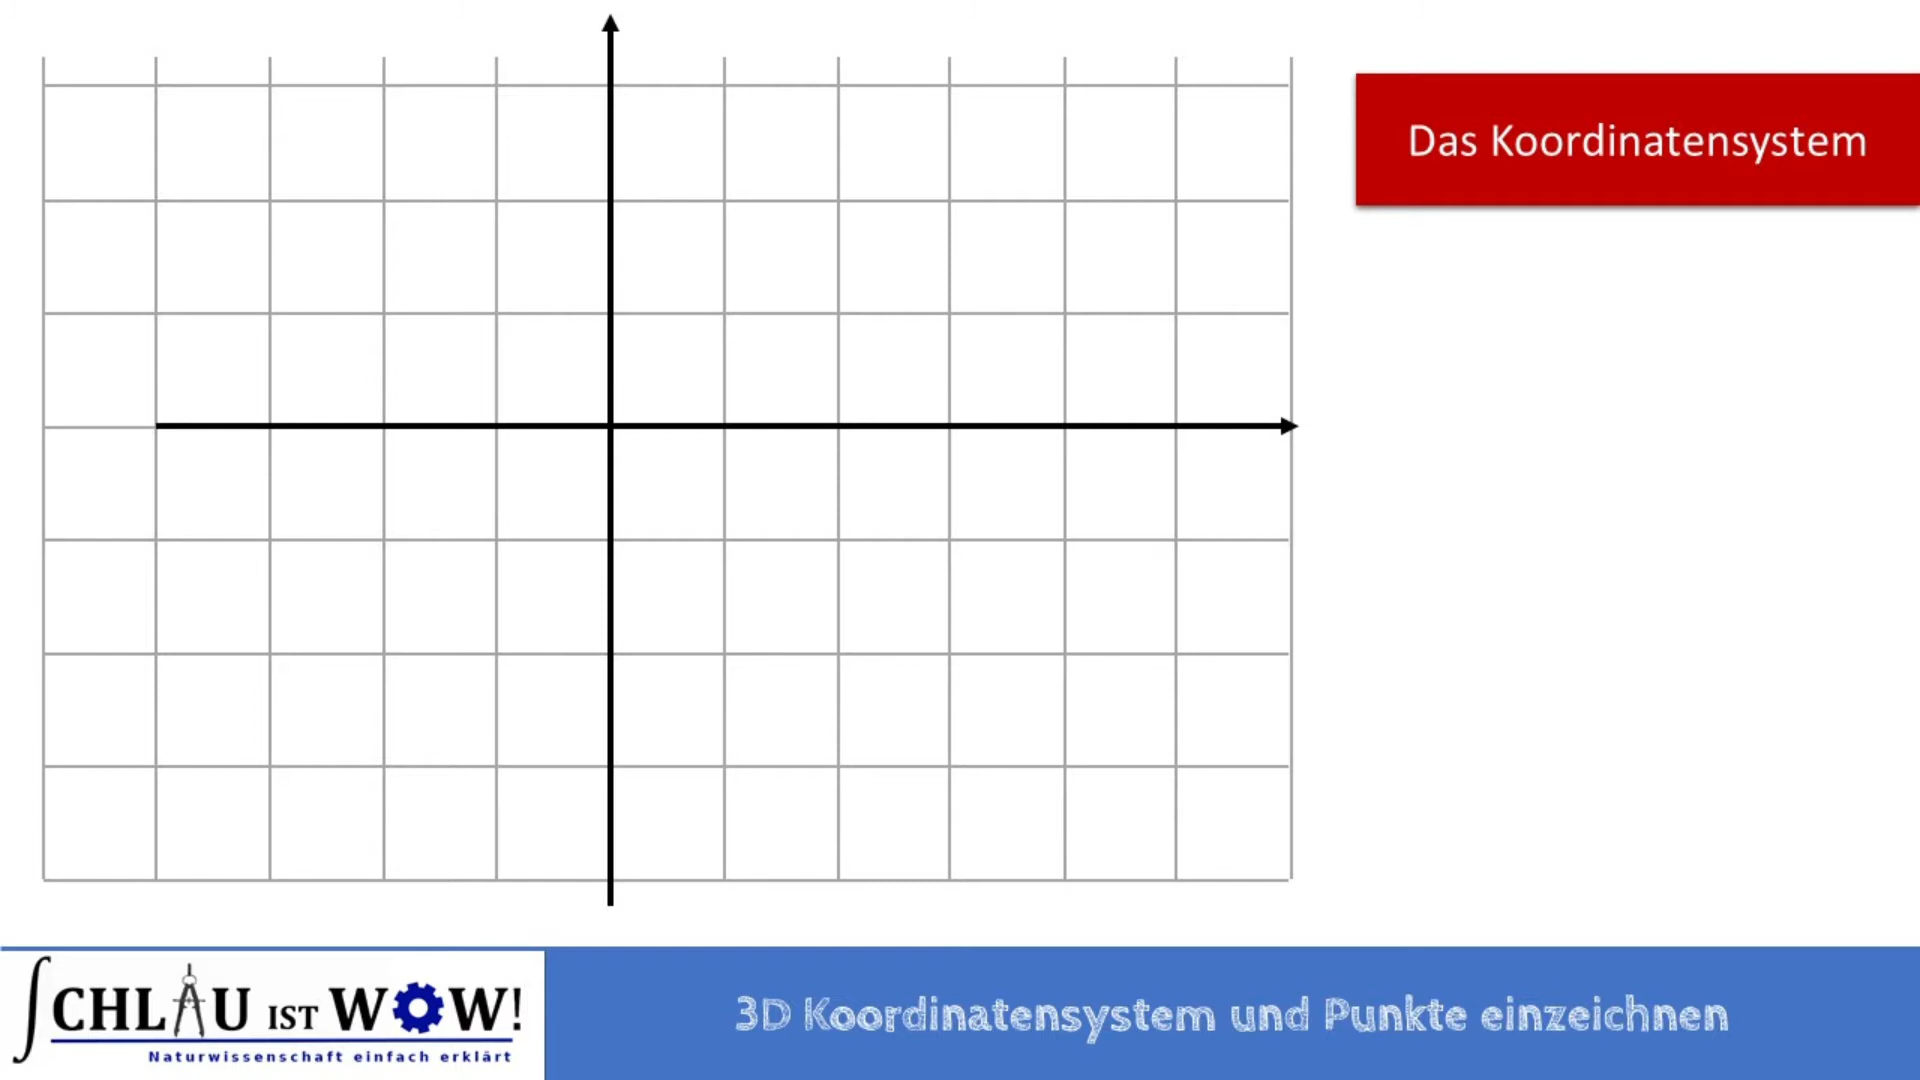 Das Koordinatensystem
∫CHLAU IST WOW!
Naturwissenschaft einfach erklärt
3D Koordinatensystem und Punkte einzeichnen